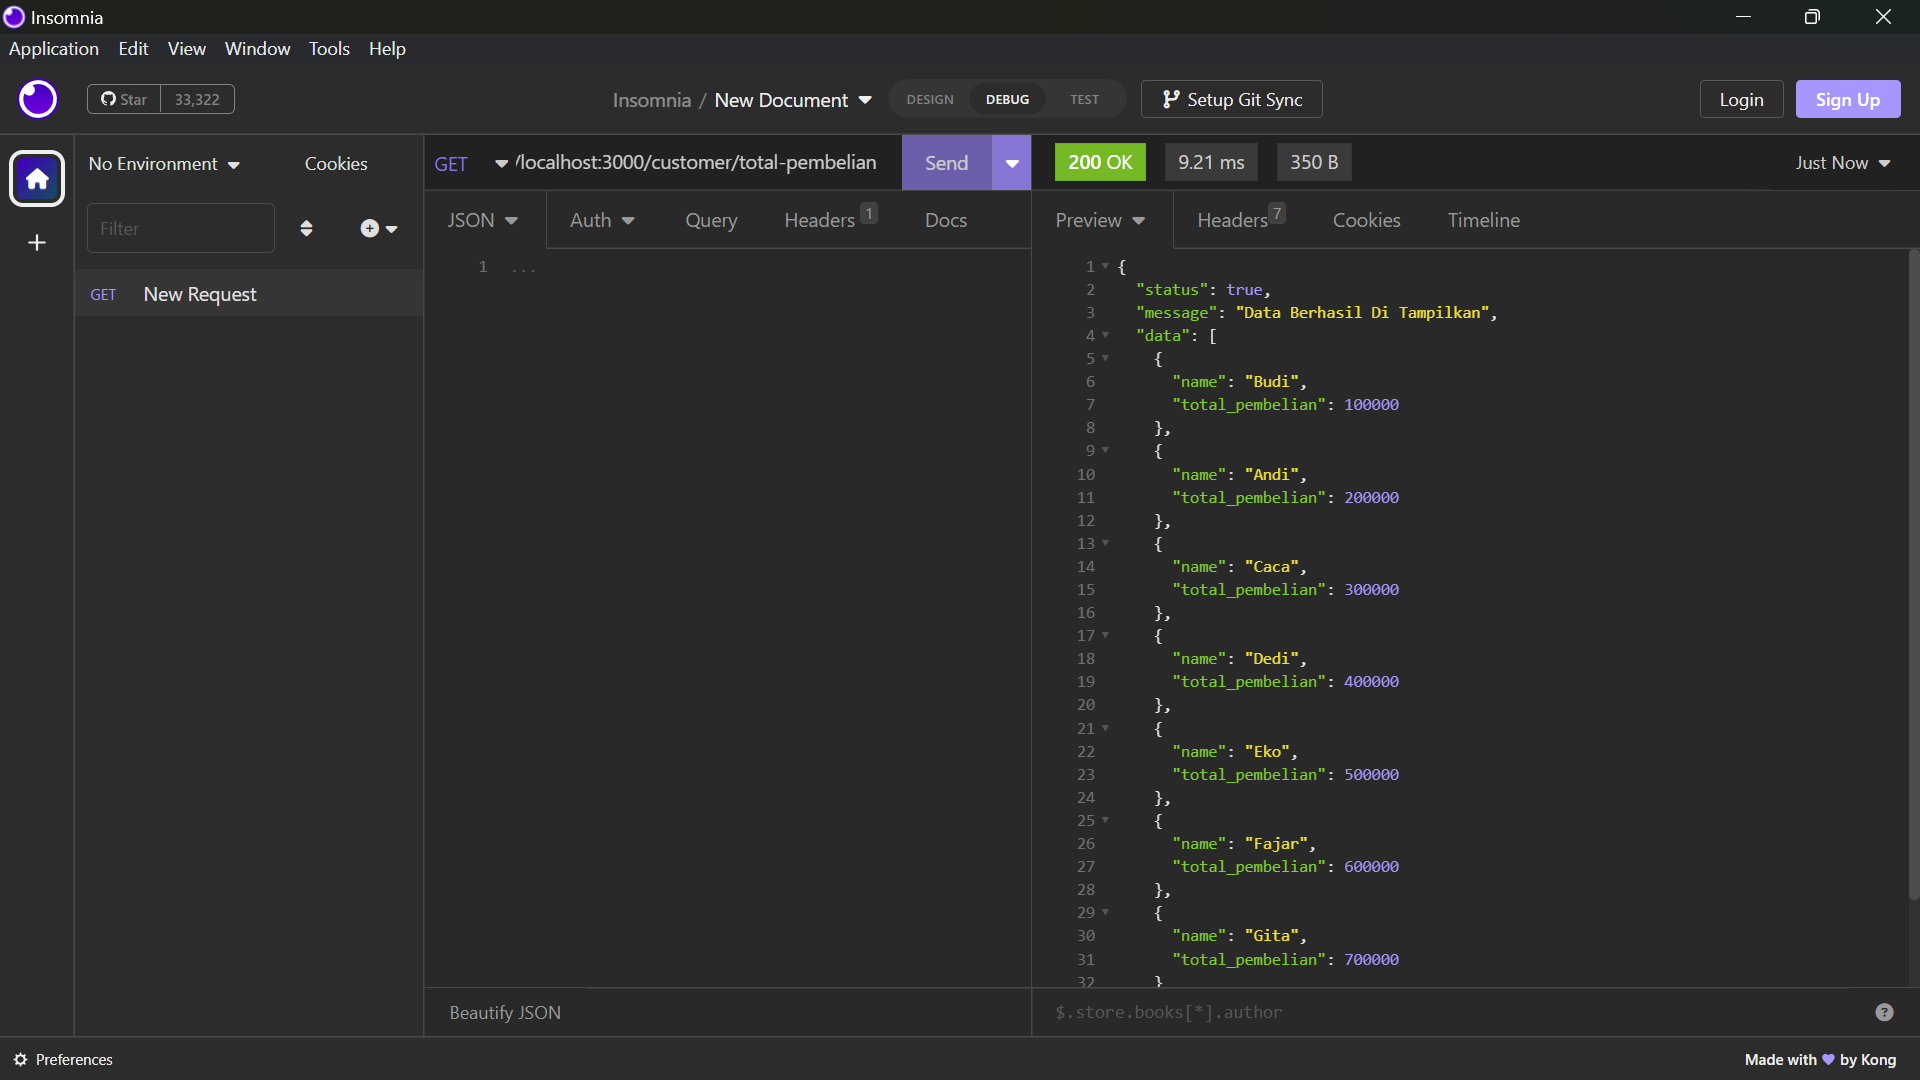 Insomnia
Application Edit View Window Tools Help
Star 33,322
Insomnia / New Document
DESIGN DEBUG TEST
Setup Git Sync
Login
Sign Up
No Environment
Cookies
Filter
GET New Request
GET /localhost:3000/customer/total-pembelian Send
200 OK 9.21 ms 350 B
Just Now
JSON Auth Query Headers 1 Docs
Preview Headers 7 Cookies Timeline
1 ...
1 {
2 "status": true,
3 "message": "Data Berhasil Di Tampilkan",
4 "data": [
5 {
6 "name": "Budi",
7 "total_pembelian": 100000
8 },
9 {
10 "name": "Andi",
11 "total_pembelian": 200000
12 },
13 {
14 "name": "Caca",
15 "total_pembelian": 300000
16 },
17 {
18 "name": "Dedi",
19 "total_pembelian": 400000
20 },
21 {
22 "name": "Eko",
23 "total_pembelian": 500000
24 },
25 {
26 "name": "Fajar",
27 "total_pembelian": 600000
28 },
29 {
30 "name": "Gita",
31 "total_pembelian": 700000
32 }
Beautify JSON
$.store.books[*].author
?
Preferences
Made with 💜 by Kong